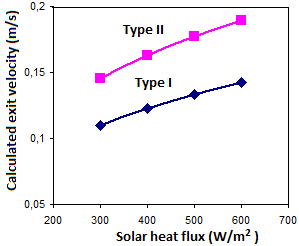 Calculated exit velocity (m/s)
0,2
0,15
0,1
0,05
Type II
Type I
200 300 400 500 600 700
Solar heat flux (W/m² )